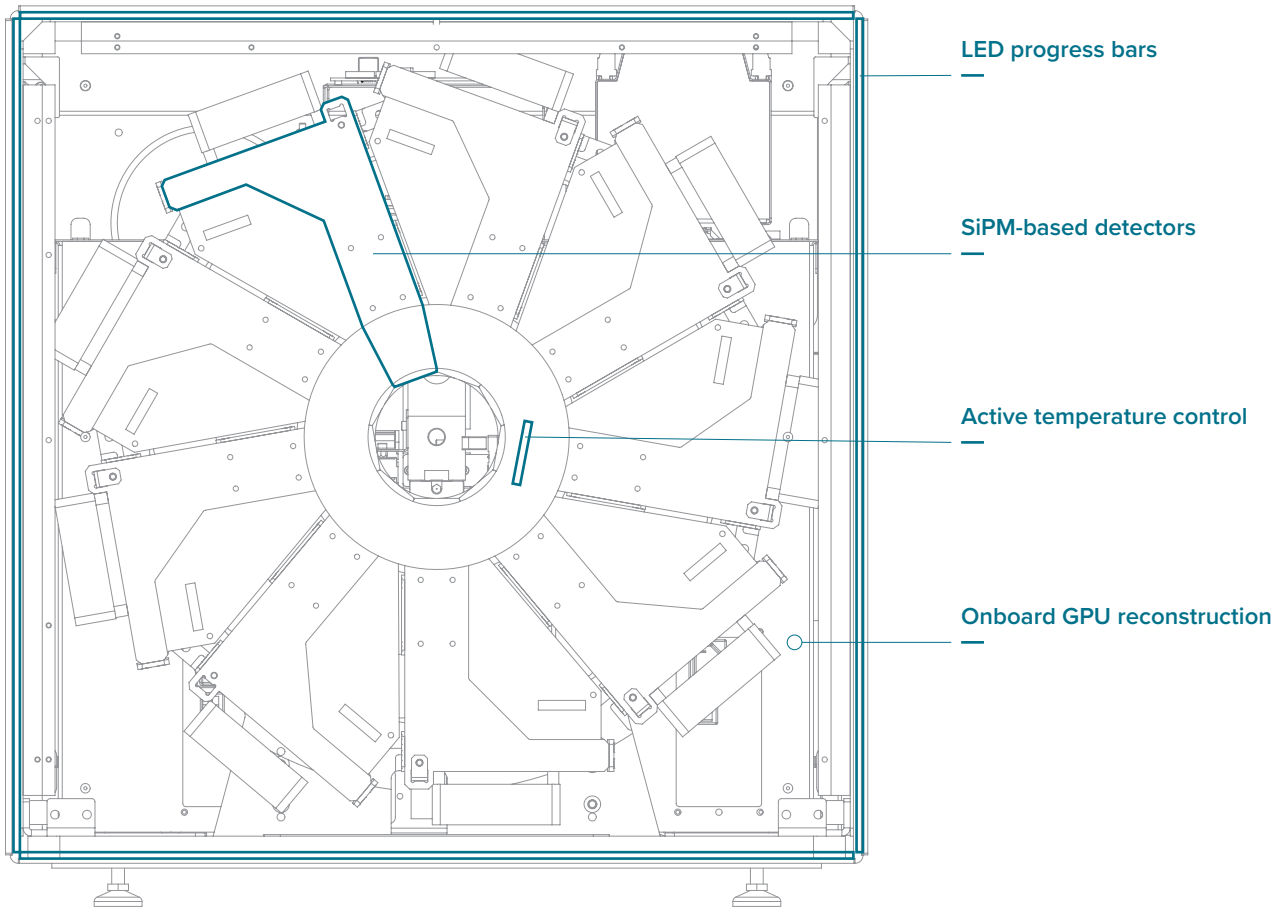 LED progress bars
SiPM-based detectors
Active temperature control
Onboard GPU reconstruction